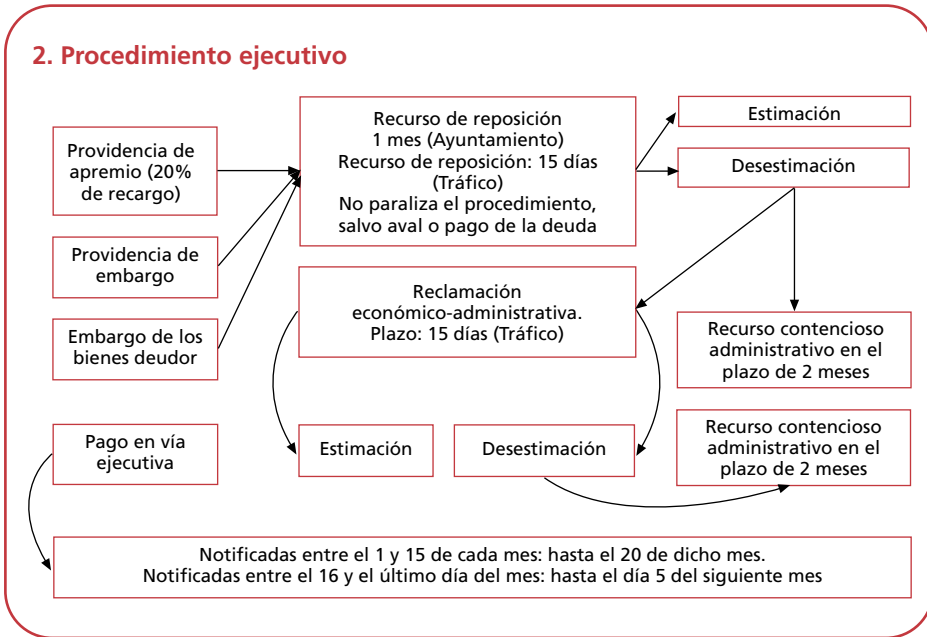 2. Procedimiento ejecutivo
Providencia de
apremio (20%
de recargo)
Providencia de
embargo
Embargo de los
bienes deudor
Pago en vía
ejecutiva
Recurso de reposición
1 mes (Ayuntamiento)
Recurso de reposición: 15 días
(Tráfico)
No paraliza el procedimiento,
salvo aval o pago de la deuda
Estimación
Desestimación
Reclamación
económico-administrativa.
Plazo: 15 días (Tráfico)
Recurso contencioso
administrativo en el
plazo de 2 meses
Estimación
Desestimación
Recurso contencioso
administrativo en el
plazo de 2 meses
Notificadas entre el 1 y 15 de cada mes: hasta el 20 de dicho mes.
Notificadas entre el 16 y el último día del mes: hasta el día 5 del siguiente mes